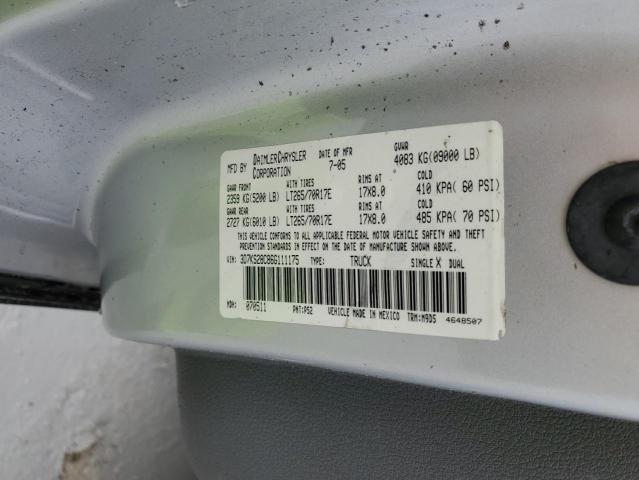 MFD BY DAIMLERCHRYSLER CORPORATION DATE OF MFR 7-05 GVWR 4083 KG(09000 LB)
GAWR FRONT WITH TIRES RIMS AT COLD
2359 KG(5200 LB) LT265/70R17E 17X8.0 410 KPA( 60 PSI)
GAWR REAR WITH TIRES RIMS AT COLD
2727 KG(6010 LB) LT265/70R17E 17X8.0 485 KPA( 70 PSI)
THIS VEHICLE CONFORMS TO ALL APPLICABLE FEDERAL MOTOR VEHICLE SAFETY AND THEFT
PREVENTION STANDARDS IN EFFECT ON THE DATE OF MANUFACTURE SHOWN ABOVE.
VIN: 3D7KS28C86G111175 TYPE: TRUCK SINGLE X DUAL
MDH: 070511 PNT:PS2 VEHICLE MADE IN MEXICO TRM:M9D5 4648507